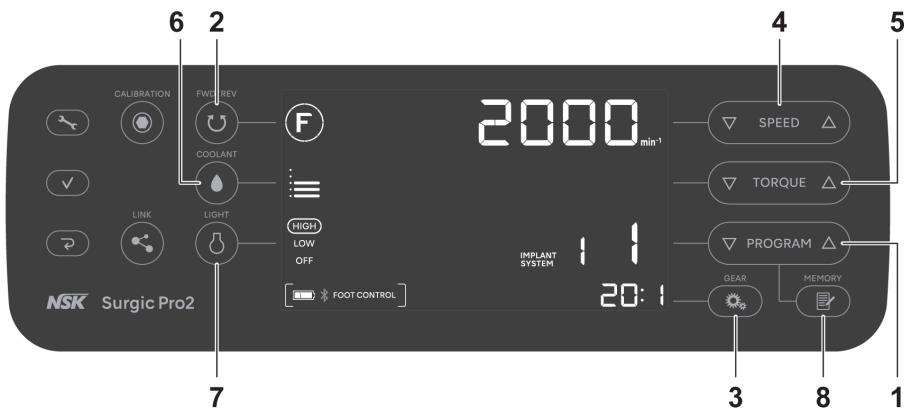 6 2 4 5
CALIBRATION FWD/REV
F 2000 min⁻¹
▽ SPEED △
COOLANT
▽ TORQUE △
LINK LIGHT
HIGH
LOW
OFF
IMPLANT SYSTEM 1 1
▽ PROGRAM △
GEAR MEMORY
NSK Surgic Pro2
FOOT CONTROL
20:1
7 3 8 1